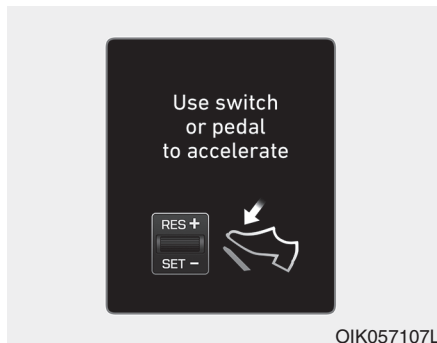 Use switch
or pedal
to accelerate
RES +
SET −
OIK057107L